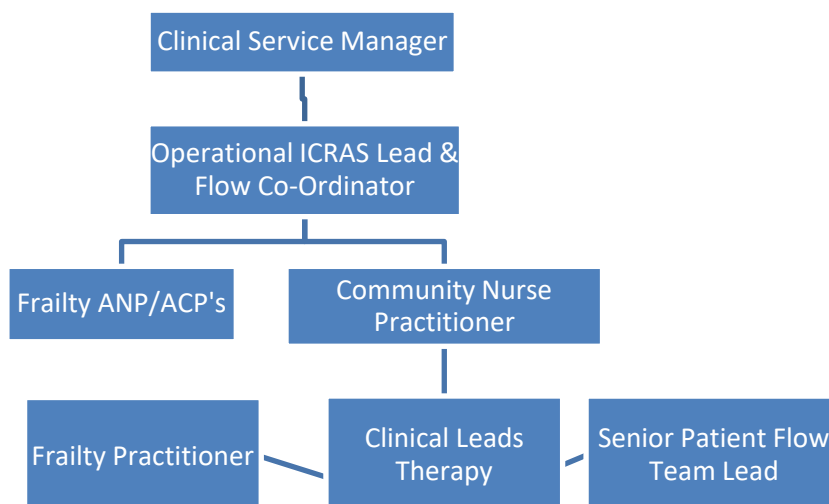 Clinical Service Manager
Operational ICRAS Lead &
Flow Co-Ordinator
Frailty ANP/ACP's
Community Nurse
Practitioner
Frailty Practitioner
Clinical Leads
Therapy
Senior Patient Flow
Team Lead